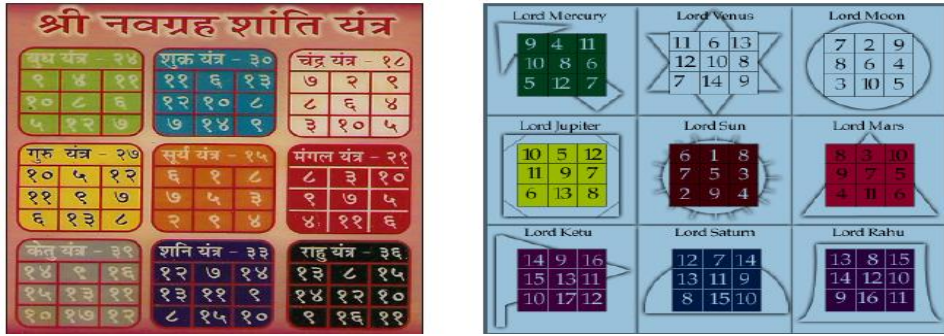 श्री नवग्रह शांति यंत्र
बुध यंत्र - २४
९ ४ ११
१० ८ ६
५ १२ ७
शुक्र यंत्र - ३०
११ ६ १३
१२ १० ८
७ १४ ९
चंद्र यंत्र - १८
७ २ ९
८ ६ ४
३ १० ५
गुरु यंत्र - २७
१० ५ १२
११ ९ ७
६ १३ ८
सूर्य यंत्र - १५
६ १ ८
७ ५ ३
२ ९ ४
मंगल यंत्र - २१
८ ३ १०
९ ७ ५
४ ११ ६
केतु यंत्र - ३९
१४ ९ १६
१५ १३ ११
१० १७ १२
शनि यंत्र - ३३
१२ ७ १४
१३ ११ ९
८ १५ १०
राहु यंत्र - ३६
१३ ८ १५
१४ १२ १०
९ १६ ११
Lord Mercury
9 4 11
10 8 6
5 12 7
Lord Venus
11 6 13
12 10 8
7 14 9
Lord Moon
7 2 9
8 6 4
3 10 5
Lord Jupiter
10 5 12
11 9 7
6 13 8
Lord Sun
6 1 8
7 5 3
2 9 4
Lord Mars
8 3 10
9 7 5
4 11 6
Lord Ketu
14 9 16
15 13 11
10 17 12
Lord Saturn
12 7 14
13 11 9
8 15 10
Lord Rahu
13 8 15
14 12 10
9 16 11